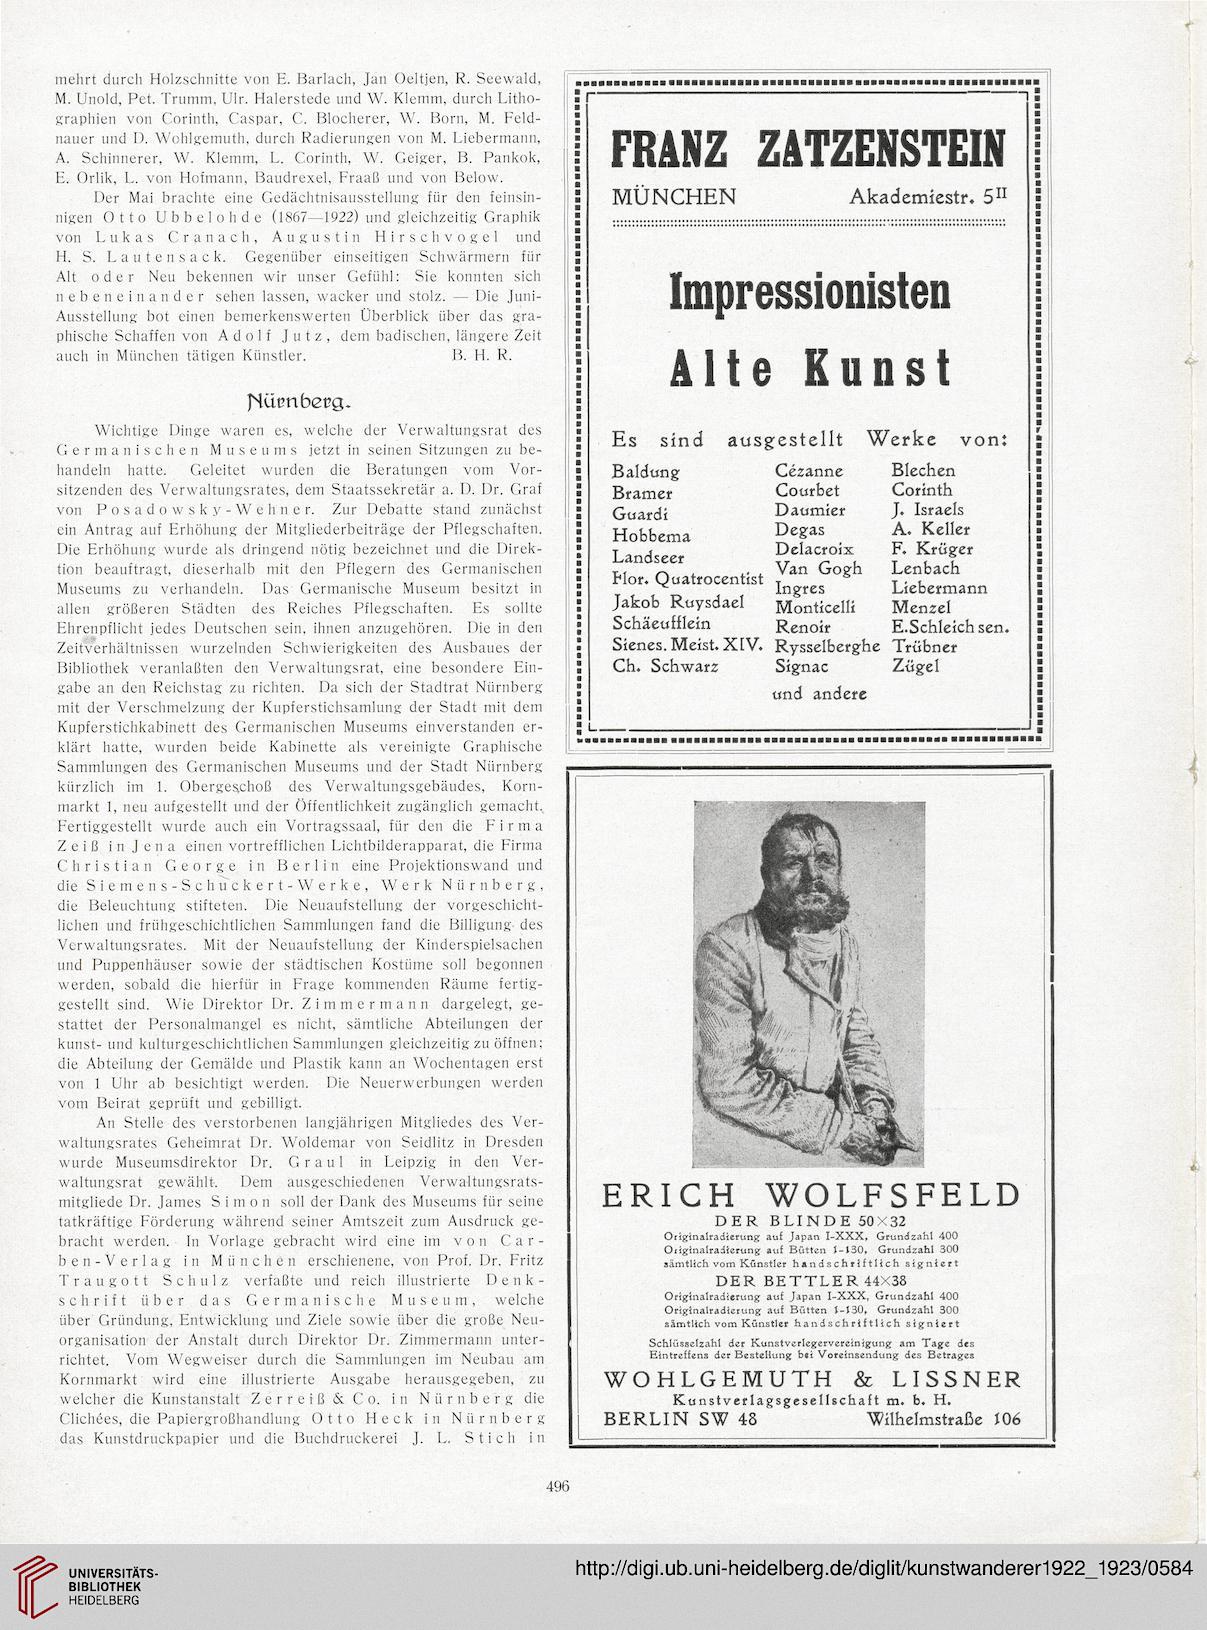 mehrt durch Holzschnitte von E. Barlach, Jan Oeltjen, R. Seewald,
M. Unold, Pet. Trumm, Ulr. Halerstede und W. Klemm, durch Litho-
graphien von Corinth, Caspar, C. Blocherer, W. Born, M. Feld-
nauer und D. Wohlgemuth, durch Radierungen von M. Liebermann,
A. Schinnerer, W. Klemm, L. Corinth, W. Geiger, B. Pankok,
E. Orlik, L. von Hofmann, Baudrexel, Fraaß und von Below.
Der Mai brachte eine Gedächtnisausstellung für den feinsin-
nigen Otto Ubbelohde (1867—1922) und gleichzeitig Graphik
von Lukas Cranach, Augustin Hirschvogel und
H. S. Lautensack. Gegenüber einseitigen Schwärmern für
Alt oder Neu bekennen wir unser Gefühl: Sie konnten sich
nebeneinander sehen lassen, wacker und stolz. — Die Juni-
Ausstellung bot einen bemerkenswerten Überblick über das gra-
phische Schaffen von Adolf Jutz, dem badischen, längere Zeit
auch in München tätigen Künstler. B. H. R.
Nürnberg.
Wichtige Dinge waren es, welche der Verwaltungsrat des
Germanischen Museums jetzt in seinen Sitzungen zu be-
handeln hatte. Geleitet wurden die Beratungen vom Vor-
sitzenden des Verwaltungsrates, dem Staatssekretär a. D. Dr. Graf
von Posadowsky-Wehner. Zur Debatte stand zunächst
ein Antrag auf Erhöhung der Mitgliederbeiträge der Pflegschaften.
Die Erhöhung wurde als dringend nötig bezeichnet und die Direk-
tion beauftragt, dieserhalb mit den Pflegern des Germanischen
Museums zu verhandeln. Das Germanische Museum besitzt in
allen größeren Städten des Reiches Pflegschaften. Es sollte
Ehrenpflicht jedes Deutschen sein, ihnen anzugehören. Die in den
Zeitverhältnissen wurzelnden Schwierigkeiten des Ausbaues der
Bibliothek veranlaßten den Verwaltungsrat, eine besondere Ein-
gabe an den Reichstag zu richten. Da sich der Stadtrat Nürnberg
mit der Verschmelzung der Kupferstichsamlung der Stadt mit dem
Kupferstichkabinett des Germanischen Museums einverstanden er-
klärt hatte, wurden beide Kabinette als vereinigte Graphische
Sammlungen des Germanischen Museums und der Stadt Nürnberg
kürzlich im 1. Obergeschoß des Verwaltungsgebäudes, Korn-
markt 1, neu aufgestellt und der Öffentlichkeit zugänglich gemacht.
Fertiggestellt wurde auch ein Vortragssaal, für den die Firma
Zeiß in Jena einen vortrefflichen Lichtbilderapparat, die Firma
Christian George in Berlin eine Projektionswand und
die Siemens-Schuckert-Werke, Werk Nürnberg,
die Beleuchtung stifteten. Die Neuaufstellung der vorgeschicht-
lichen und frühgeschichtlichen Sammlungen fand die Billigung des
Verwaltungsrates. Mit der Neuaufstellung der Kinderspielsachen
und Puppenhäuser sowie der städtischen Kostüme soll begonnen
werden, sobald die hierfür in Frage kommenden Räume fertig-
gestellt sind. Wie Direktor Dr. Zimmermann dargelegt, ge-
stattet der Personalmangel es nicht, sämtliche Abteilungen der
kunst- und kulturgeschichtlichen Sammlungen gleichzeitig zu öffnen;
die Abteilung der Gemälde und Plastik kann an Wochentagen erst
von 1 Uhr ab besichtigt werden. Die Neuerwerbungen werden
vom Beirat geprüft und gebilligt.
An Stelle des verstorbenen langjährigen Mitgliedes des Ver-
waltungsrates Geheimrat Dr. Woldemar von Seidlitz in Dresden
wurde Museumsdirektor Dr. Graul in Leipzig in den Ver-
waltungsrat gewählt. Dem ausgeschiedenen Verwaltungsrats-
mitgliede Dr. James Simon soll der Dank des Museums für seine
tatkräftige Förderung während seiner Amtszeit zum Ausdruck ge-
bracht werden. In Vorlage gebracht wird eine im von Car-
ben-Verlag in München erschienene, von Prof. Dr. Fritz
Traugott Schulz verfaßte und reich illustrierte Denk-
schrift über das Germanische Museum, welche
über Gründung, Entwicklung und Ziele sowie über die große Neu-
organisation der Anstalt durch Direktor Dr. Zimmermann unter-
richtet. Vom Wegweiser durch die Sammlungen im Neubau am
Kornmarkt wird eine illustrierte Ausgabe herausgegeben, zu
welcher die Kunstanstalt Zerreiß & Co. in Nürnberg die
Clichées, die Papiergroßhandlung Otto Heck in Nürnberg
das Kunstdruckpapier und die Buchdruckerei J. L. Stich in
FRANZ ZATZENSTEIN
MÜNCHEN Akademiestr. 5II
Impressionisten
Alte Kunst
Es sind ausgestellt Werke von:
Baldung
Bramer
Guardi
Hobbema
Landseer
Flor. Quatrocentist
Jakob Ruysdael
Schäeufflein
Sienes. Meist. XIV.
Ch. Schwarz
Cézanne
Courbet
Daumier
Degas
Delacroix
Van Gogh
Ingres
Monticelli
Renoir
Rysselberghe
Signac
Blechen
Corinth
J. Israels
A. Keller
F. Krüger
Lenbach
Liebermann
Menzel
E. Schleich sen.
Trübner
Zügel
und andere
ERICH WOLFSFELD
DER BLINDE 50×32
Originalradierung auf Japan I-XXX, Grundzahl 400
Originalradierung auf Bütten 1-130, Grundzahl 300
sämtlich vom Künstler handschriftlich signiert
DER BETTLER 44×38
Originalradierung auf Japan I-XXX, Grundzahl 400
Originalradierung auf Bütten 1-130, Grundzahl 300
sämtlich vom Künstler handschriftlich signiert
Schlüsselzahl der Kunstverlegervereinigung am Tage des
Eintreffens der Bestellung bei Voreinsendung des Betrages
WOHLGEMUTH & LISSNER
Kunstverlagsgesellschaft m. b. H.
BERLIN SW 48 Wilhelmstraße 106
496
UNIVERSITÄTS-
BIBLIOTHEK
HEIDELBERG
http://digi.ub.uni-heidelberg.de/diglit/kunstwanderer1922_1923/0584